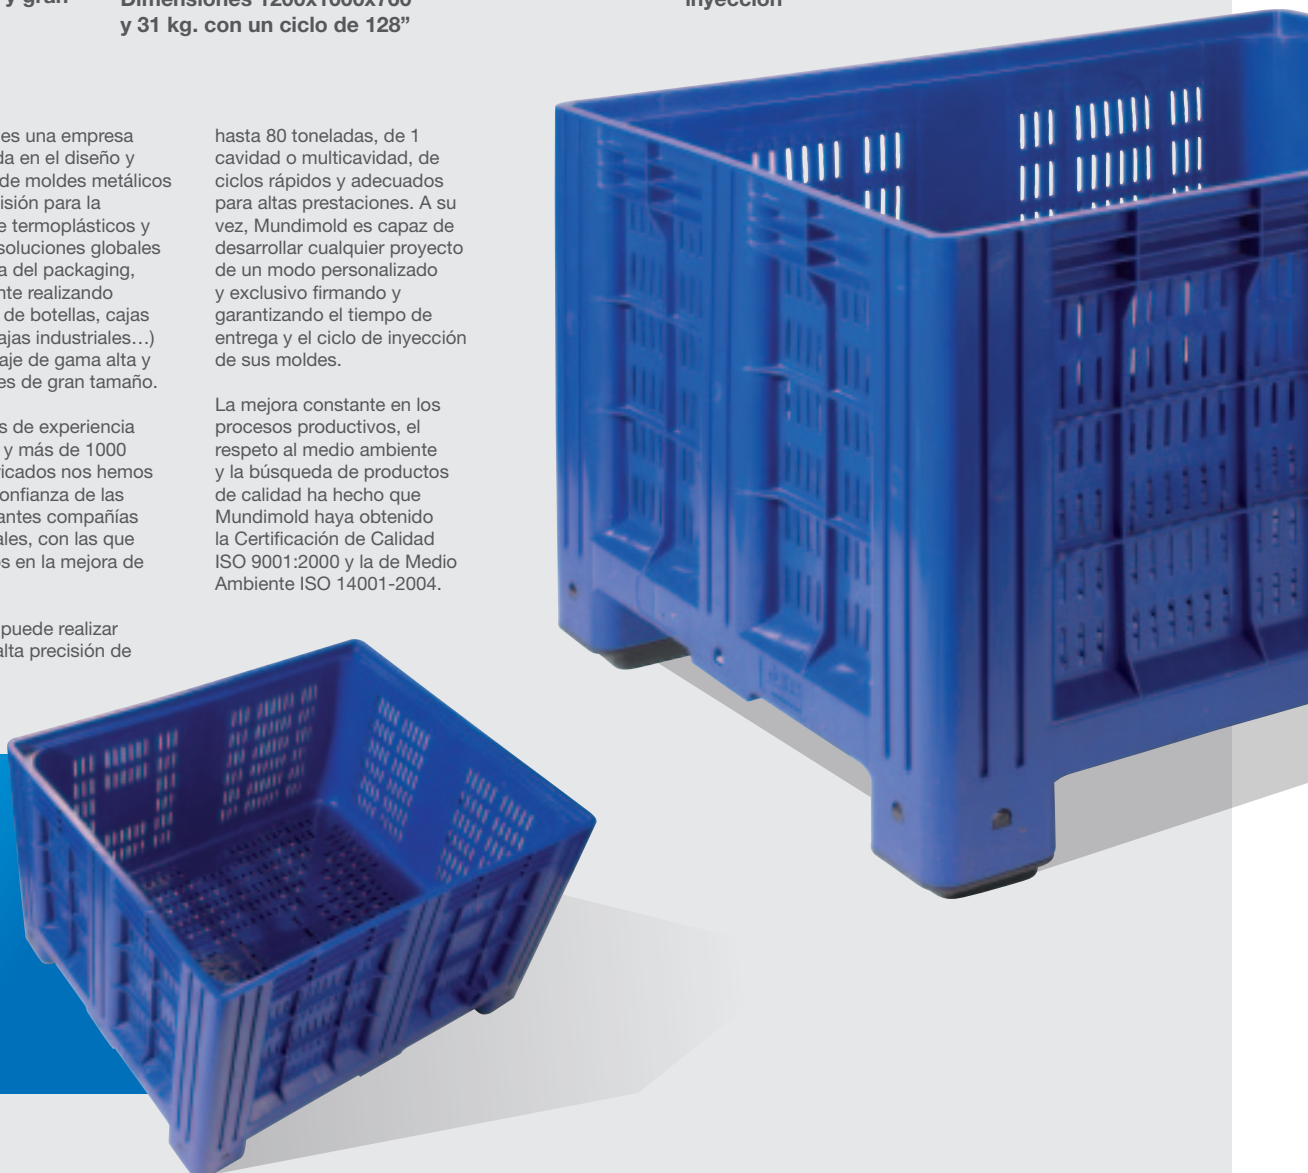 y gran
Dimensiones 1200x1000x760
y 31 kg. con un ciclo de 128”
inyección
es una empresa
da en el diseño y
de moldes metálicos
isión para la
e termoplásticos y
soluciones globales
a del packaging,
nte realizando
de botellas, cajas
ajas industriales…)
aje de gama alta y
es de gran tamaño.
s de experiencia
y más de 1000
ricados nos hemos
onfianza de las
antes compañías
ales, con las que
os en la mejora de
puede realizar
alta precisión de
hasta 80 toneladas, de 1
cavidad o multicavidad, de
ciclos rápidos y adecuados
para altas prestaciones. A su
vez, Mundimold es capaz de
desarrollar cualquier proyecto
de un modo personalizado
y exclusivo firmando y
garantizando el tiempo de
entrega y el ciclo de inyección
de sus moldes.
La mejora constante en los
procesos productivos, el
respeto al medio ambiente
y la búsqueda de productos
de calidad ha hecho que
Mundimold haya obtenido
la Certificación de Calidad
ISO 9001:2000 y la de Medio
Ambiente ISO 14001-2004.